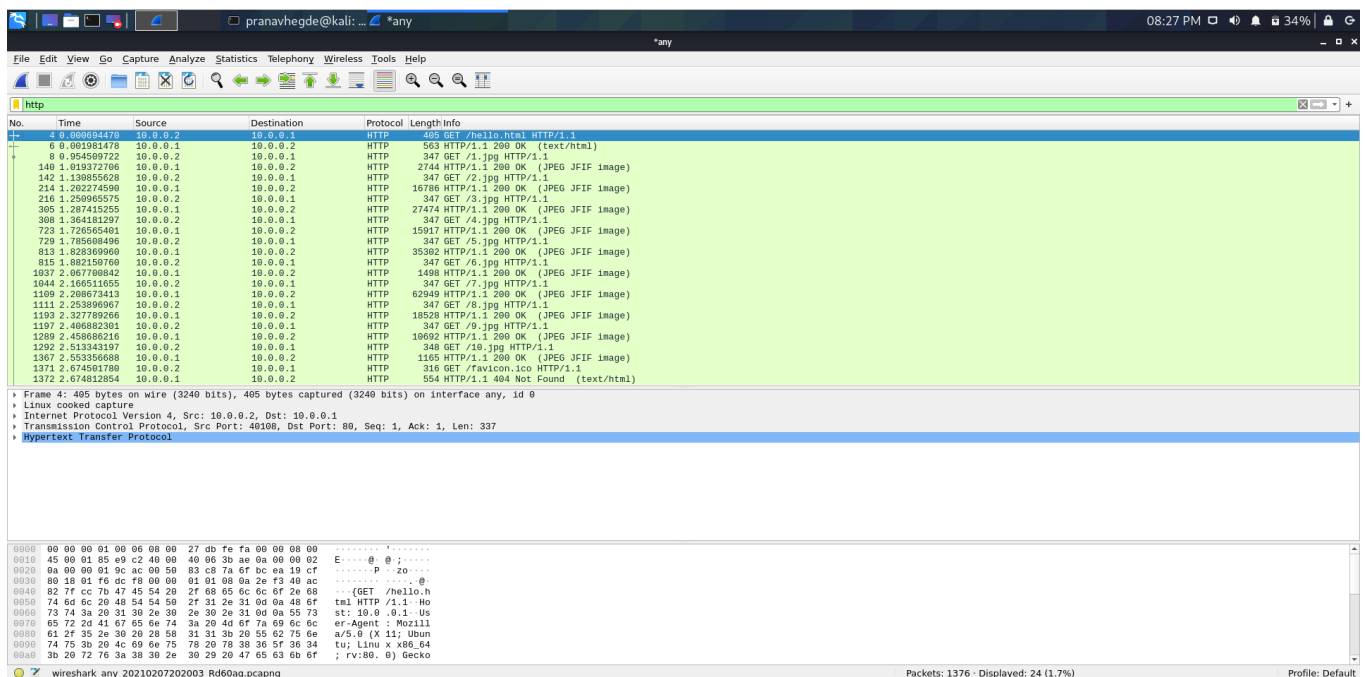 pranavhegde@kali: ... *any 08:27 PM 34%
*any
File Edit View Go Capture Analyze Statistics Telephony Wireless Tools Help
http
No. Time Source Destination Protocol Length Info
4 0.000694470 10.0.0.2 10.0.0.1 HTTP 405 GET /hello.html HTTP/1.1
6 0.001981478 10.0.0.1 10.0.0.2 HTTP 563 HTTP/1.1 200 OK (text/html)
8 0.954509722 10.0.0.2 10.0.0.1 HTTP 347 GET /1.jpg HTTP/1.1
140 1.019372706 10.0.0.1 10.0.0.2 HTTP 2744 HTTP/1.1 200 OK (JPEG JFIF image)
142 1.130855628 10.0.0.2 10.0.0.1 HTTP 347 GET /2.jpg HTTP/1.1
214 1.202274590 10.0.0.1 10.0.0.2 HTTP 16786 HTTP/1.1 200 OK (JPEG JFIF image)
216 1.250965575 10.0.0.2 10.0.0.1 HTTP 347 GET /3.jpg HTTP/1.1
305 1.287415255 10.0.0.1 10.0.0.2 HTTP 27474 HTTP/1.1 200 OK (JPEG JFIF image)
308 1.364181297 10.0.0.2 10.0.0.1 HTTP 347 GET /4.jpg HTTP/1.1
723 1.726565401 10.0.0.1 10.0.0.2 HTTP 15917 HTTP/1.1 200 OK (JPEG JFIF image)
729 1.785608496 10.0.0.2 10.0.0.1 HTTP 347 GET /5.jpg HTTP/1.1
813 1.828369960 10.0.0.1 10.0.0.2 HTTP 35302 HTTP/1.1 200 OK (JPEG JFIF image)
815 1.882150760 10.0.0.2 10.0.0.1 HTTP 347 GET /6.jpg HTTP/1.1
1037 2.067700842 10.0.0.1 10.0.0.2 HTTP 1498 HTTP/1.1 200 OK (JPEG JFIF image)
1044 2.166511655 10.0.0.2 10.0.0.1 HTTP 347 GET /7.jpg HTTP/1.1
1109 2.208673413 10.0.0.1 10.0.0.2 HTTP 62949 HTTP/1.1 200 OK (JPEG JFIF image)
1111 2.253896967 10.0.0.2 10.0.0.1 HTTP 347 GET /8.jpg HTTP/1.1
1193 2.327789266 10.0.0.1 10.0.0.2 HTTP 18528 HTTP/1.1 200 OK (JPEG JFIF image)
1197 2.406882301 10.0.0.2 10.0.0.1 HTTP 347 GET /9.jpg HTTP/1.1
1289 2.458686216 10.0.0.1 10.0.0.2 HTTP 10692 HTTP/1.1 200 OK (JPEG JFIF image)
1292 2.513343197 10.0.0.2 10.0.0.1 HTTP 348 GET /10.jpg HTTP/1.1
1367 2.553356688 10.0.0.1 10.0.0.2 HTTP 1165 HTTP/1.1 200 OK (JPEG JFIF image)
1371 2.674501780 10.0.0.2 10.0.0.1 HTTP 316 GET /favicon.ico HTTP/1.1
1372 2.674812854 10.0.0.1 10.0.0.2 HTTP 554 HTTP/1.1 404 Not Found (text/html)
Frame 4: 405 bytes on wire (3240 bits), 405 bytes captured (3240 bits) on interface any, id 0
Linux cooked capture
Internet Protocol Version 4, Src: 10.0.0.2, Dst: 10.0.0.1
Transmission Control Protocol, Src Port: 40108, Dst Port: 80, Seq: 1, Ack: 1, Len: 337
Hypertext Transfer Protocol
0000 00 00 00 01 00 06 08 00 27 db fe fa 00 00 08 00 ········ '·······
0010 45 00 01 85 e9 c2 40 00 40 06 3b ae 0a 00 00 02 E·····@· @·;·····
0020 0a 00 00 01 9c ac 00 50 83 c8 7a 6f bc ea 19 cf ·······P ··zo····
0030 80 18 01 f6 dc f8 00 00 01 01 08 0a 2e f3 40 ac ········ ····.·@·
0040 82 7f cc 7b 47 45 54 20 2f 68 65 6c 6c 6f 2e 68 ···{GET /hello.h
0050 74 6d 6c 20 48 54 54 50 2f 31 2e 31 0d 0a 48 6f tml HTTP /1.1··Ho
0060 73 74 3a 20 31 30 2e 30 2e 30 2e 31 0d 0a 55 73 st: 10.0 .0.1··Us
0070 65 72 2d 41 67 65 6e 74 3a 20 4d 6f 7a 69 6c 6c er-Agent : Mozill
0080 61 2f 35 2e 30 20 28 58 31 31 3b 20 55 62 75 6e a/5.0 (X 11; Ubun
0090 74 75 3b 20 4c 69 6e 75 78 20 78 38 36 5f 36 34 tu; Linu x x86_64
00a0 3b 20 72 76 3a 38 30 2e 30 29 20 47 65 63 6b 6f ; rv:80. 0) Gecko
wireshark_any_20210207202003_Rd60ag.pcapng Packets: 1376 · Displayed: 24 (1.7%) Profile: Default